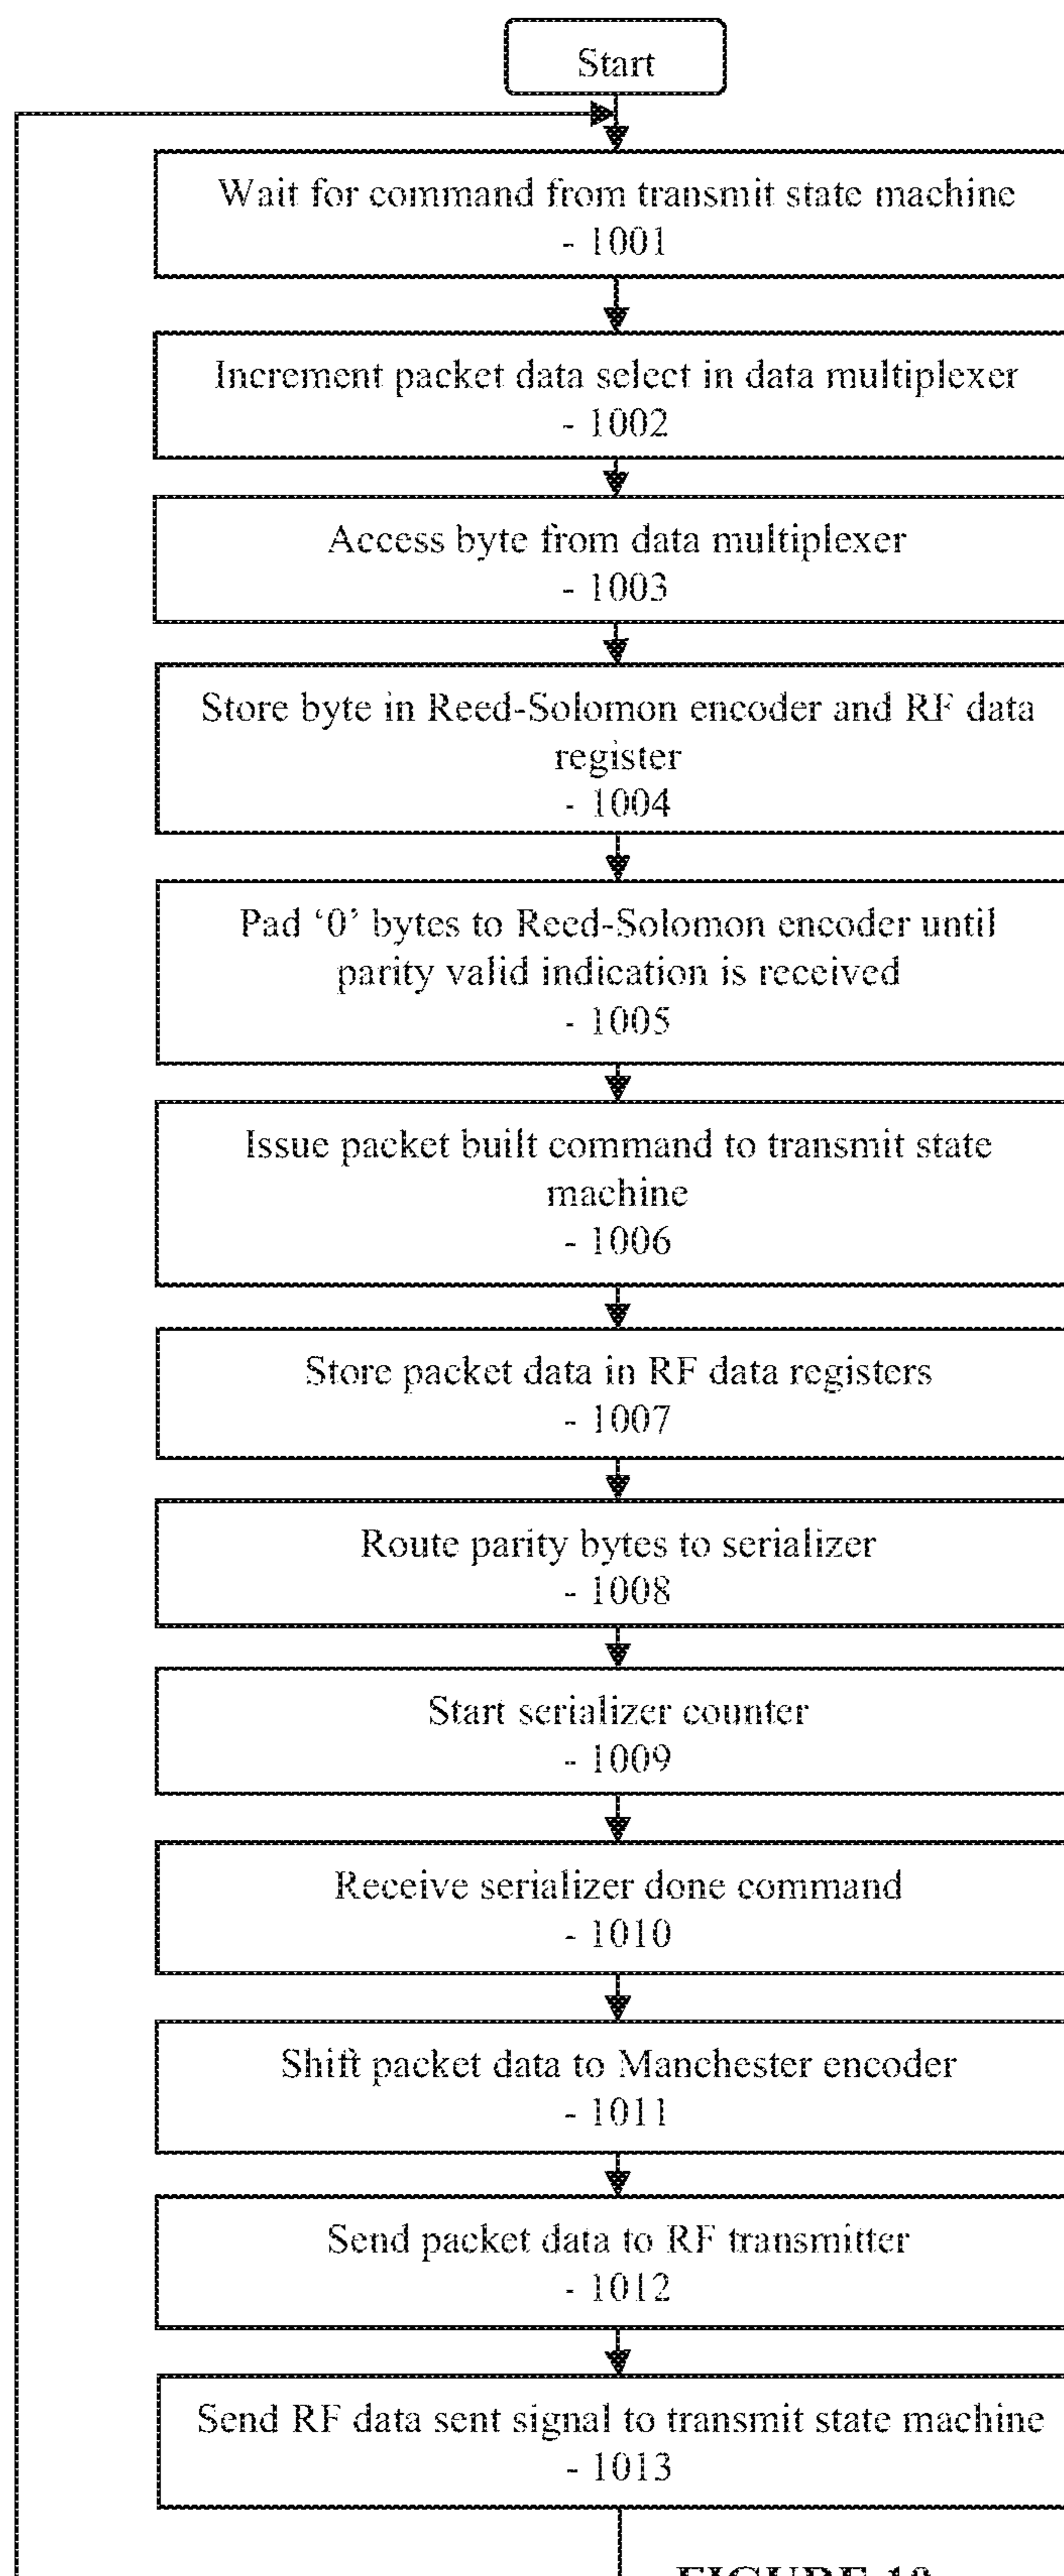 Start
Wait for command from transmit state machine
- 1001
Increment packet data select in data multiplexer
- 1002
Access byte from data multiplexer
- 1003
Store byte in Reed-Solomon encoder and RF data
register
- 1004
Pad ‘0’ bytes to Reed-Solomon encoder until
parity valid indication is received
- 1005
Issue packet built command to transmit state
machine
- 1006
Store packet data in RF data registers
- 1007
Route parity bytes to serializer
- 1008
Start serializer counter
- 1009
Receive serializer done command
- 1010
Shift packet data to Manchester encoder
- 1011
Send packet data to RF transmitter
- 1012
Send RF data sent signal to transmit state machine
- 1013
FIGURE